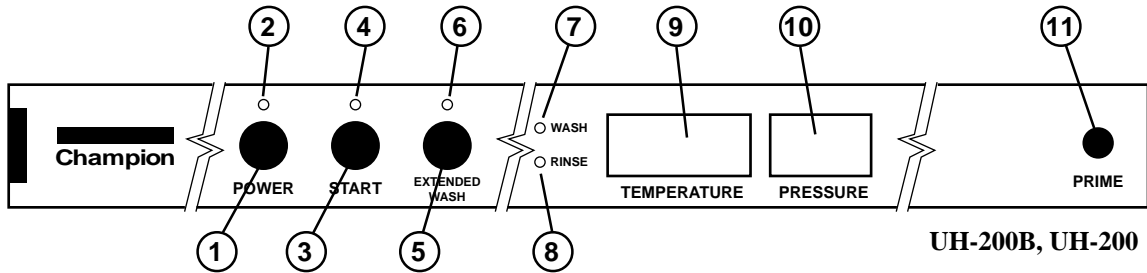 2 4 6 7 9 10 11
WASH
Champion
RINSE
POWER START EXTENDED WASH TEMPERATURE PRESSURE PRIME
1 3 5 8
UH-200B, UH-200